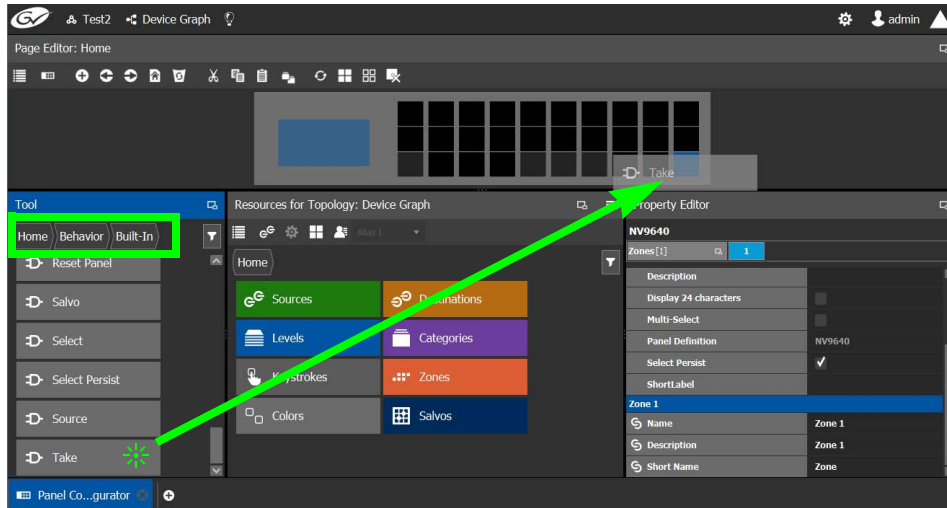 GV Test2 Device Graph admin
Page Editor: Home
Take
Tool
Home Behavior Built-In
Reset Panel
Salvo
Select
Select Persist
Source
Take
Resources for Topology: Device Graph
Alias 1
Home
Sources
Destinations
Levels
Categories
Keystrokes
Zones
Colors
Salvos
Property Editor
NV9640
Zones[1] 1
Description
Display 24 characters
Multi-Select
Panel Definition NV9640
Select Persist
ShortLabel
Zone 1
Name Zone 1
Description Zone 1
Short Name Zone
Panel Co...gurator